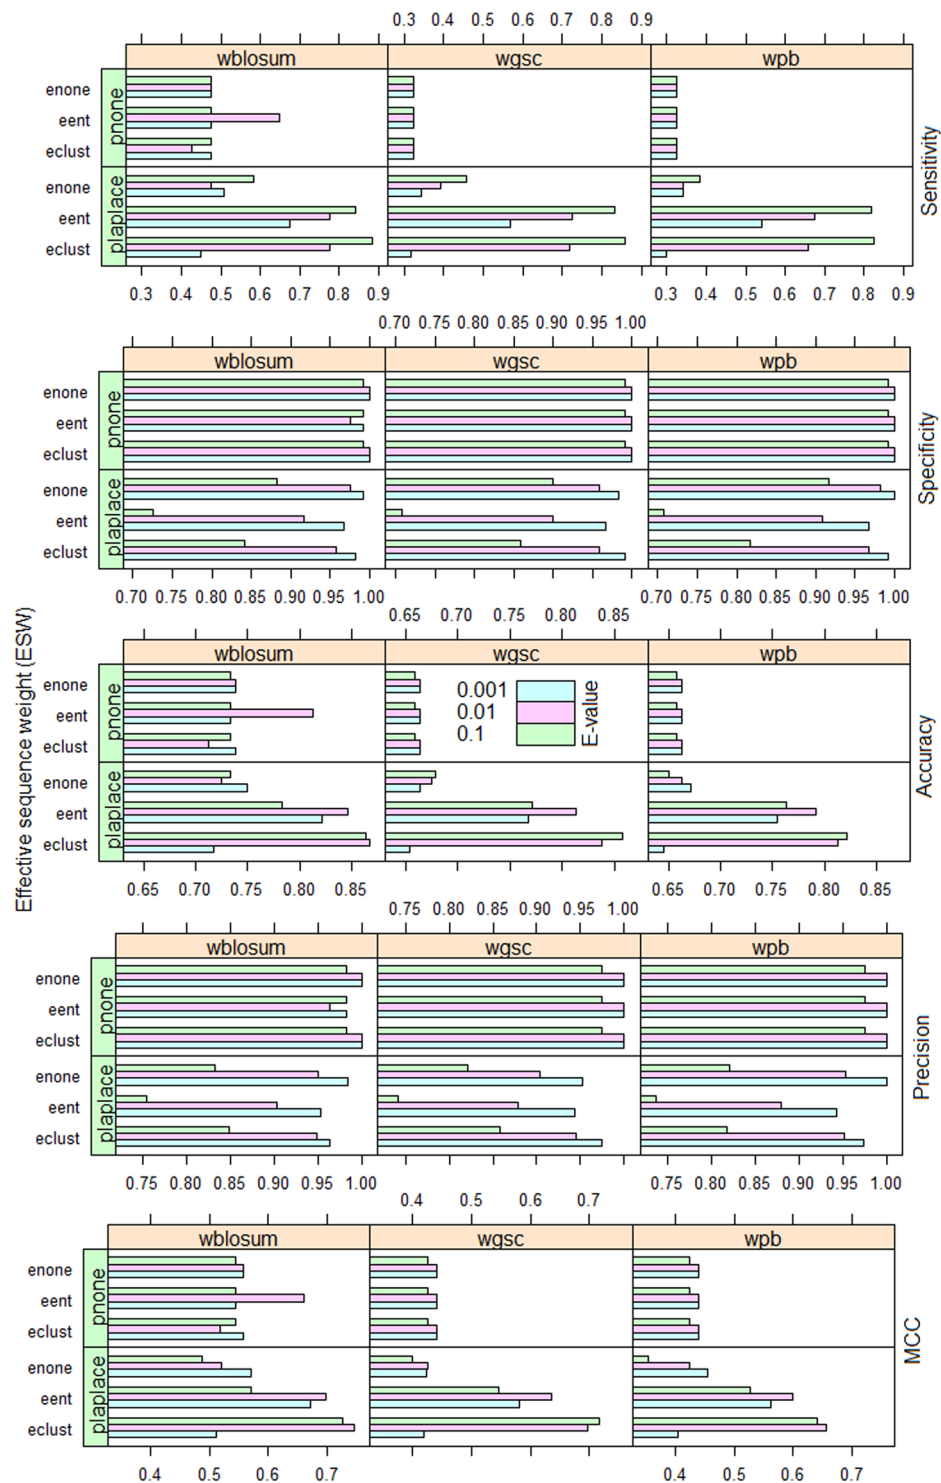 0.3 0.4 0.5 0.6 0.7 0.8 0.9
wblosum wgsc wpb
enone
eent
eclust
pnone
enone
eent
eclust
plaplace
Sensitivity
0.3 0.4 0.5 0.6 0.7 0.8 0.9 0.3 0.4 0.5 0.6 0.7 0.8 0.9
0.70 0.75 0.80 0.85 0.90 0.95 1.00
wblosum wgsc wpb
enone
eent
eclust
pnone
enone
eent
eclust
plaplace
Specificity
0.70 0.75 0.80 0.85 0.90 0.95 1.00 0.70 0.75 0.80 0.85 0.90 0.95 1.00
Effective sequence weight (ESW)
0.65 0.70 0.75 0.80 0.85
wblosum wgsc wpb
enone
eent
eclust
pnone
0.001
0.01
0.1
E-value
enone
eent
eclust
plaplace
Accuracy
0.65 0.70 0.75 0.80 0.85 0.65 0.70 0.75 0.80 0.85
0.75 0.80 0.85 0.90 0.95 1.00
wblosum wgsc wpb
enone
eent
eclust
pnone
enone
eent
eclust
plaplace
Precision
0.75 0.80 0.85 0.90 0.95 1.00 0.75 0.80 0.85 0.90 0.95 1.00
0.4 0.5 0.6 0.7
wblosum wgsc wpb
enone
eent
eclust
pnone
enone
eent
eclust
plaplace
MCC
0.4 0.5 0.6 0.7 0.4 0.5 0.6 0.7